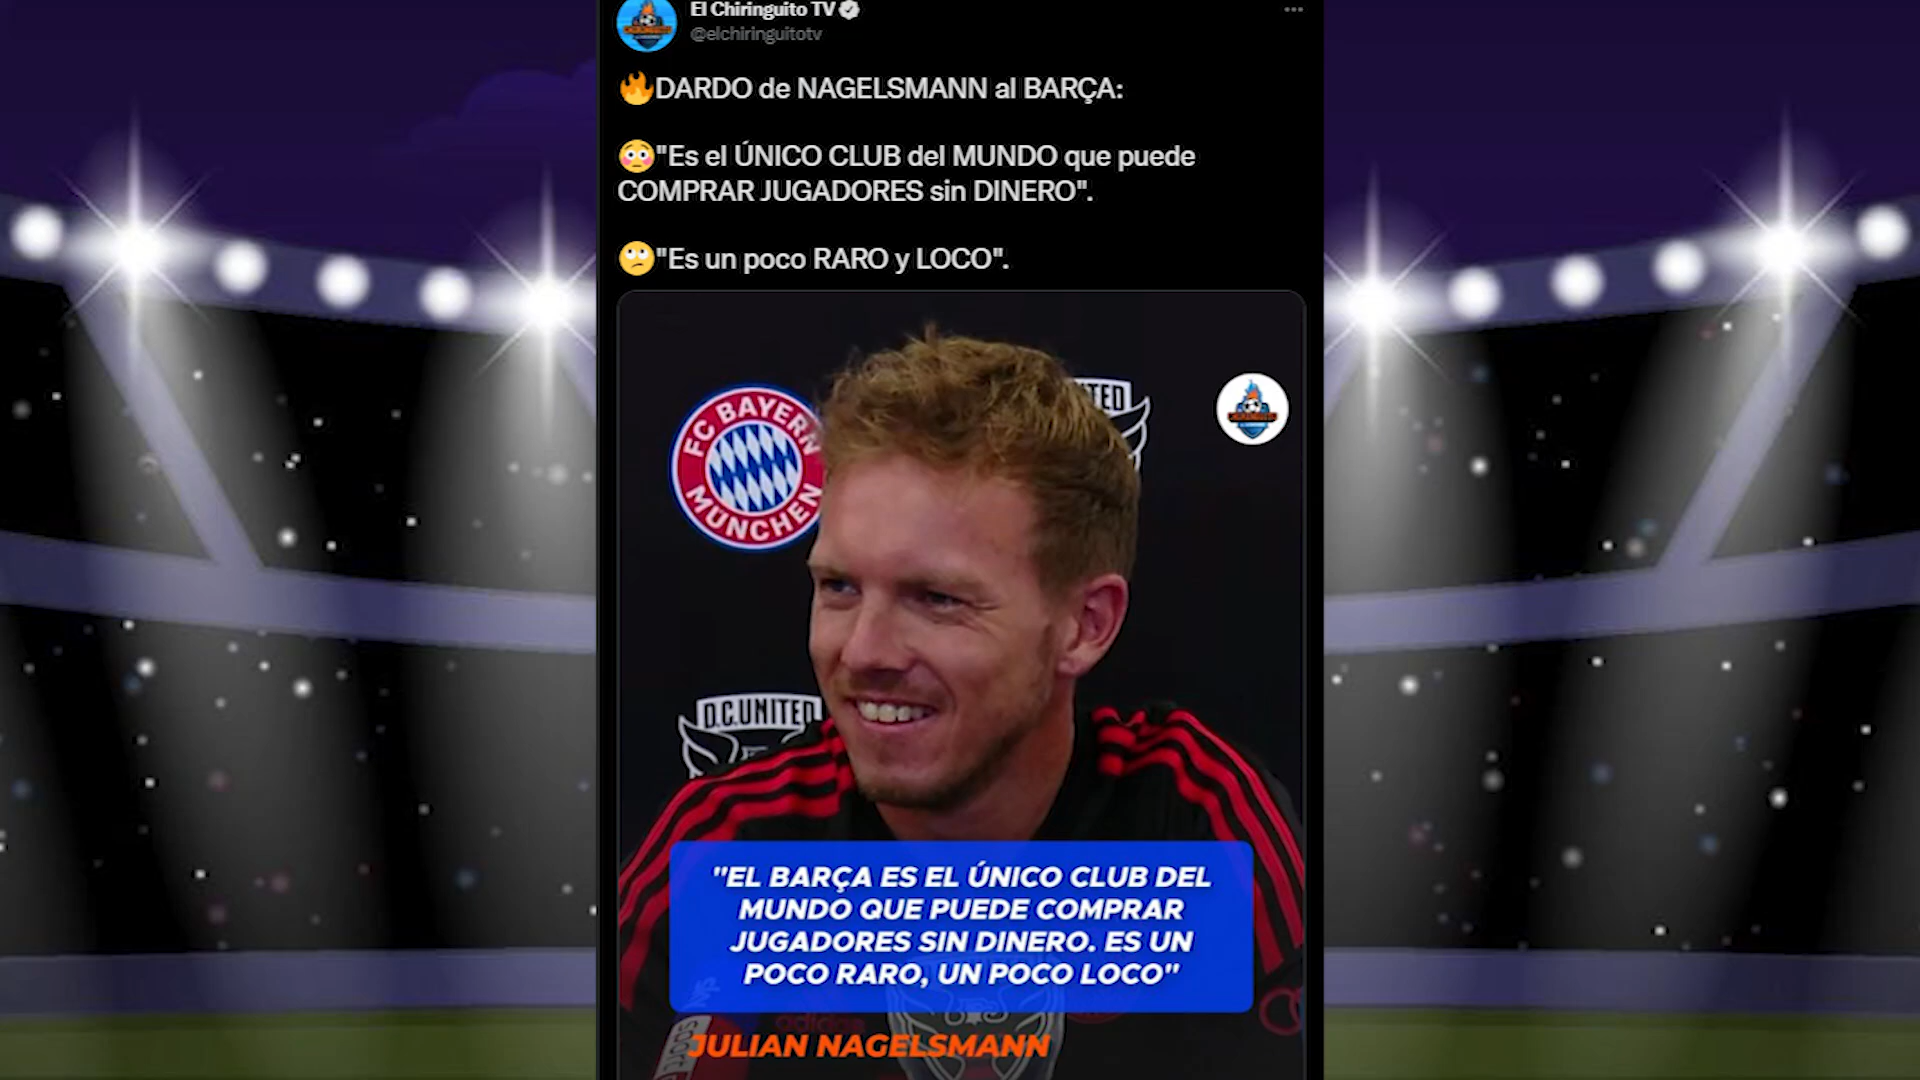 El Chiringuito TV
@elchiringuitotv
🔥DARDO de NAGELSMANN al BARÇA:
😳"Es el ÚNICO CLUB del MUNDO que puede
COMPRAR JUGADORES sin DINERO".
🙄"Es un poco RARO y LOCO".
FC BAYERN
MÜNCHEN
D.C.UNITED
"EL BARÇA ES EL ÚNICO CLUB DEL
MUNDO QUE PUEDE COMPRAR
JUGADORES SIN DINERO. ES UN
POCO RARO, UN POCO LOCO"
adidas
JULIAN NAGELSMANN